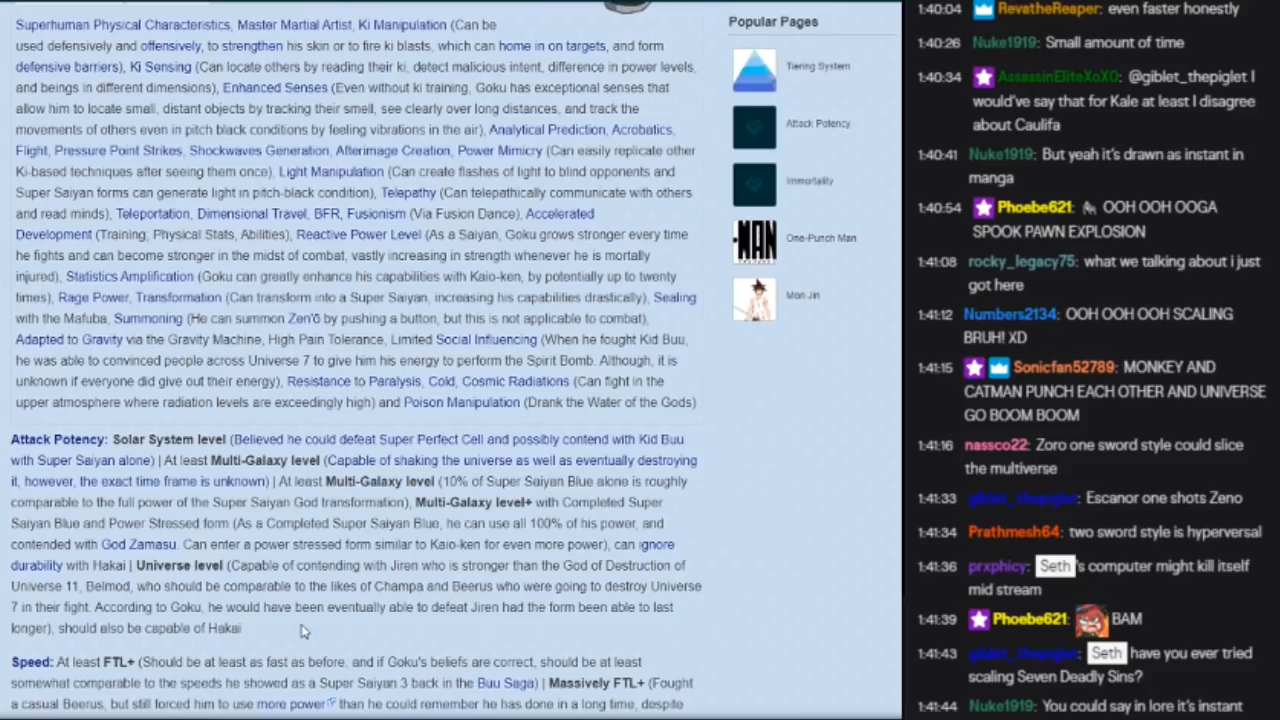 Superhuman Physical Characteristics, Master Martial Artist, Ki Manipulation (Can be
used defensively and offensively, to strengthen his skin or to fire ki blasts, which can home in on targets, and form
defensive barriers), Ki Sensing (Can locate others by reading their ki, detect malicious intent, difference in power levels,
and beings in different dimensions), Enhanced Senses (Even without ki training, Goku has exceptional senses that
allow him to locate small, distant objects by tracking their smell, see clearly over long distances, and track the
movements of others even in pitch black conditions by feeling vibrations in the air), Analytical Prediction, Acrobatics,
Flight, Pressure Point Strikes, Shockwaves Generation, Afterimage Creation, Power Mimicry (Can easily replicate other
Ki-based techniques after seeing them once), Light Manipulation (Can create flashes of light to blind opponents and
Super Saiyan forms can generate light in pitch-black condition), Telepathy (Can telepathically communicate with others
and read minds), Teleportation, Dimensional Travel, BFR, Fusionism (Via Fusion Dance), Accelerated
Development (Training; Physical Stats, Abilities), Reactive Power Level (As a Saiyan, Goku grows stronger every time
he fights and can become stronger in the midst of combat, vastly increasing in strength whenever he is mortally
injured), Statistics Amplification (Goku can greatly enhance his capabilities with Kaio-ken, by potentially up to twenty
times), Rage Power, Transformation (Can transform into a Super Saiyan, increasing his capabilities drastically), Sealing
with the Mafuba, Summoning (He can summon Zen'ō by pushing a button, but this is not applicable to combat),
Adapted to Gravity via the Gravity Machine, High Pain Tolerance, Limited Social Influencing (When he fought Kid Buu,
he was able to convinced people across Universe 7 to give him his energy to perform the Spirit Bomb. Although, it is
unknown if everyone did give out their energy), Resistance to Paralysis, Cold, Cosmic Radiations (Can fight in the
upper atmosphere where radiation levels are exceedingly high) and Poison Manipulation (Drank the Water of the Gods)
Attack Potency: Solar System level (Believed he could defeat Super Perfect Cell and possibly contend with Kid Buu
with Super Saiyan alone) | At least Multi-Galaxy level (Capable of shaking the universe as well as eventually destroying
it, however, the exact time frame is unknown) | At least Multi-Galaxy level (10% of Super Saiyan Blue alone is roughly
comparable to the full power of the Super Saiyan God transformation), Multi-Galaxy level+ with Completed Super
Saiyan Blue and Power Stressed form (As a Completed Super Saiyan Blue, he can use all 100% of his power, and
contended with God Zamasu. Can enter a power stressed form similar to Kaio-ken for even more power), can ignore
durability with Hakai | Universe level (Capable of contending with Jiren who is stronger than the God of Destruction of
Universe 11, Belmod, who should be comparable to the likes of Champa and Beerus who were going to destroy Universe
7 in their fight. According to Goku, he would have been eventually able to defeat Jiren had the form been able to last
longer), should also be capable of Hakai
Speed: At least FTL+ (Should be at least as fast as before, and if Goku's beliefs are correct, should be at least
somewhat comparable to the speeds he showed as a Super Saiyan 3 back in the Buu Saga) | Massively FTL+ (Fought
a casual Beerus, but still forced him to use more power than he could remember he has done in a long time, despite
Popular Pages
Tiering System
Attack Potency
Immortality
MAN
One-Punch Man
Mori Jin
1:40:04 RevatheReaper: even faster honestly
1:40:26 Nuke1919: Small amount of time
1:40:34 AssassinEliteXoX0: @giblet_thepiglet I
would've say that for Kale at least I disagree
about Caulifa
1:40:41 Nuke1919: But yeah it's drawn as instant in
manga
1:40:54 Phoebe621: OOH OOH OOGA
SPOOK PAWN EXPLOSION
1:41:08 rocky_legacy75: what we talking about i just
got here
1:41:12 Numbers2134: OOH OOH OOH SCALING
BRUH! XD
1:41:15 Sonicfan52789: MONKEY AND
CATMAN PUNCH EACH OTHER AND UNIVERSE
GO BOOM BOOM
1:41:16 nassco22: Zoro one sword style could slice
the multiverse
1:41:33 giblet_thepiglet: Escanor one shots Zeno
1:41:34 Prathmesh64: two sword style is hyperversal
1:41:36 prxphicy: Seth 's computer might kill itself
mid stream
1:41:39 Phoebe621: BAM
1:41:43 giblet_thepiglet: Seth have you ever tried
scaling Seven Deadly Sins?
1:41:44 Nuke1919: You could say in lore it's instant